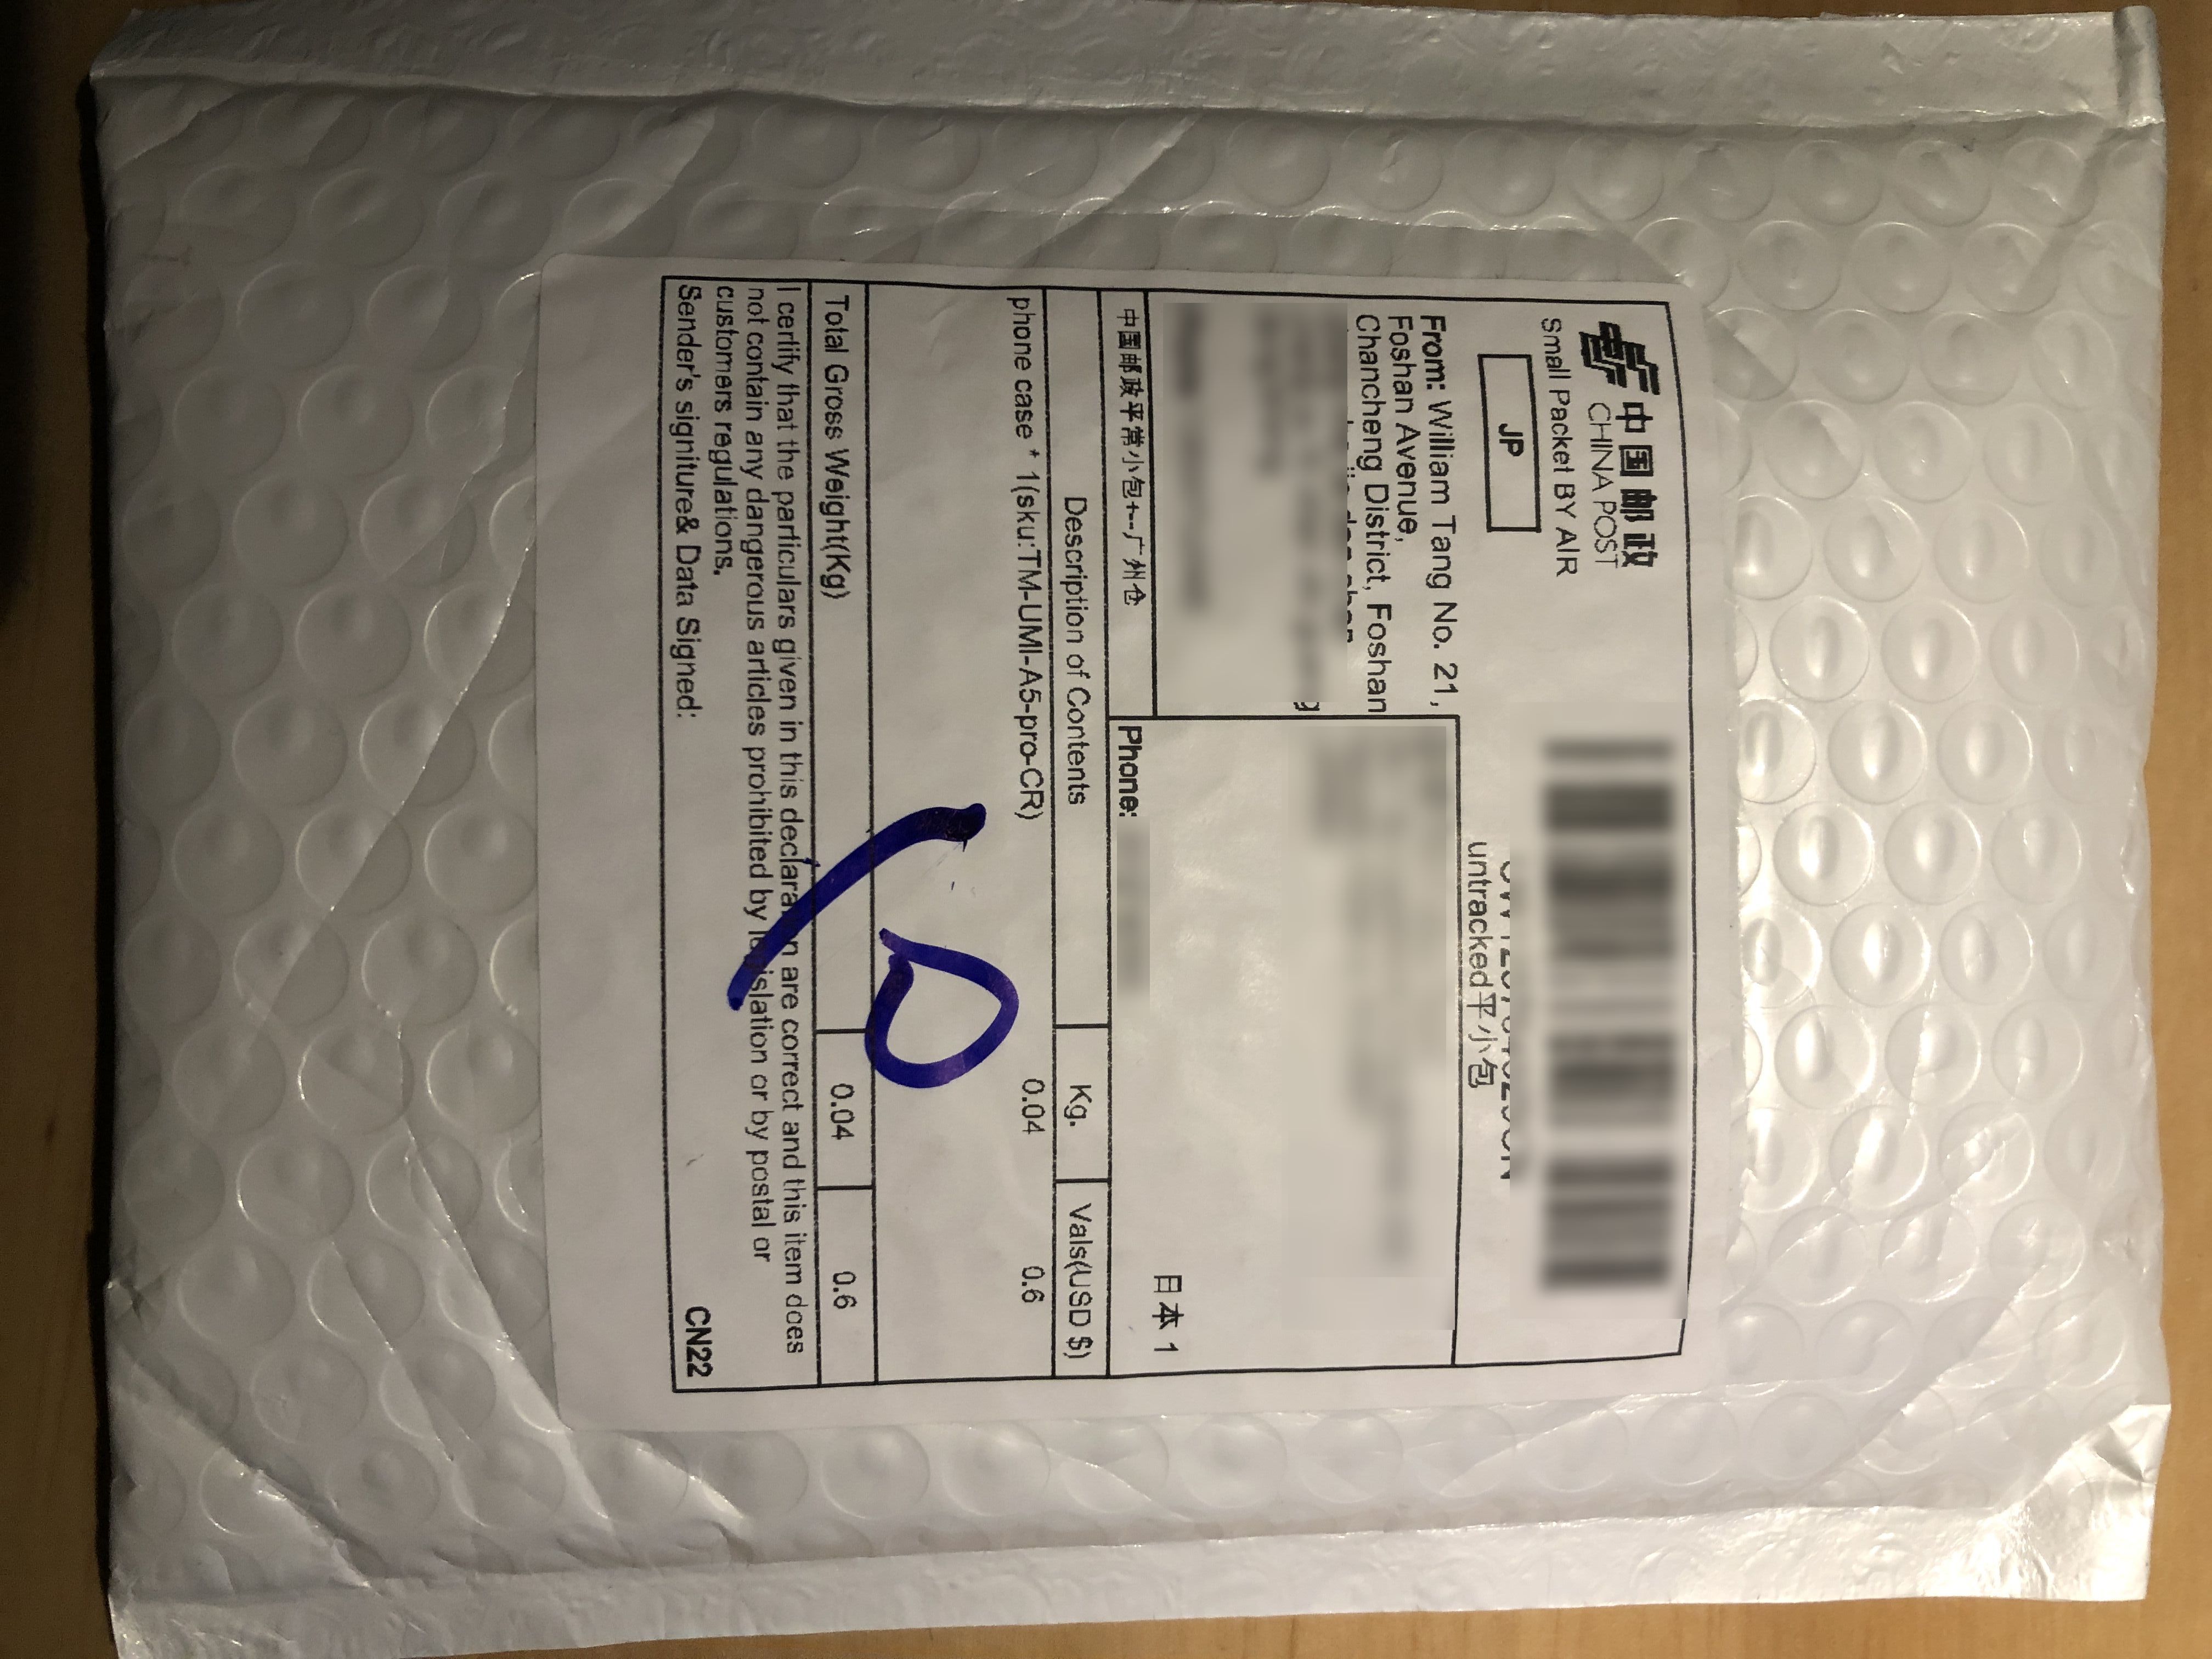 中国邮政
CHINA POST
Small Packet BY AIR
JP
untracked平小包
From: William Tang No. 21,
Foshan Avenue,
Chancheng District, Foshan
Phone:
日本 1
中国邮政平常小包+--广州仓
Description of Contents Kg. Vals(USD $)
phone case * 1(sku:TM-UMI-A5-pro-CR) 0.04 0.6
Total Gross Weight(Kg) 0.04 0.6
I certify that the particulars given in this declaration are correct and this item does
not contain any dangerous articles prohibited by legislation or by postal or
customers regulations.
Sender's signiture& Data Signed:
CN22